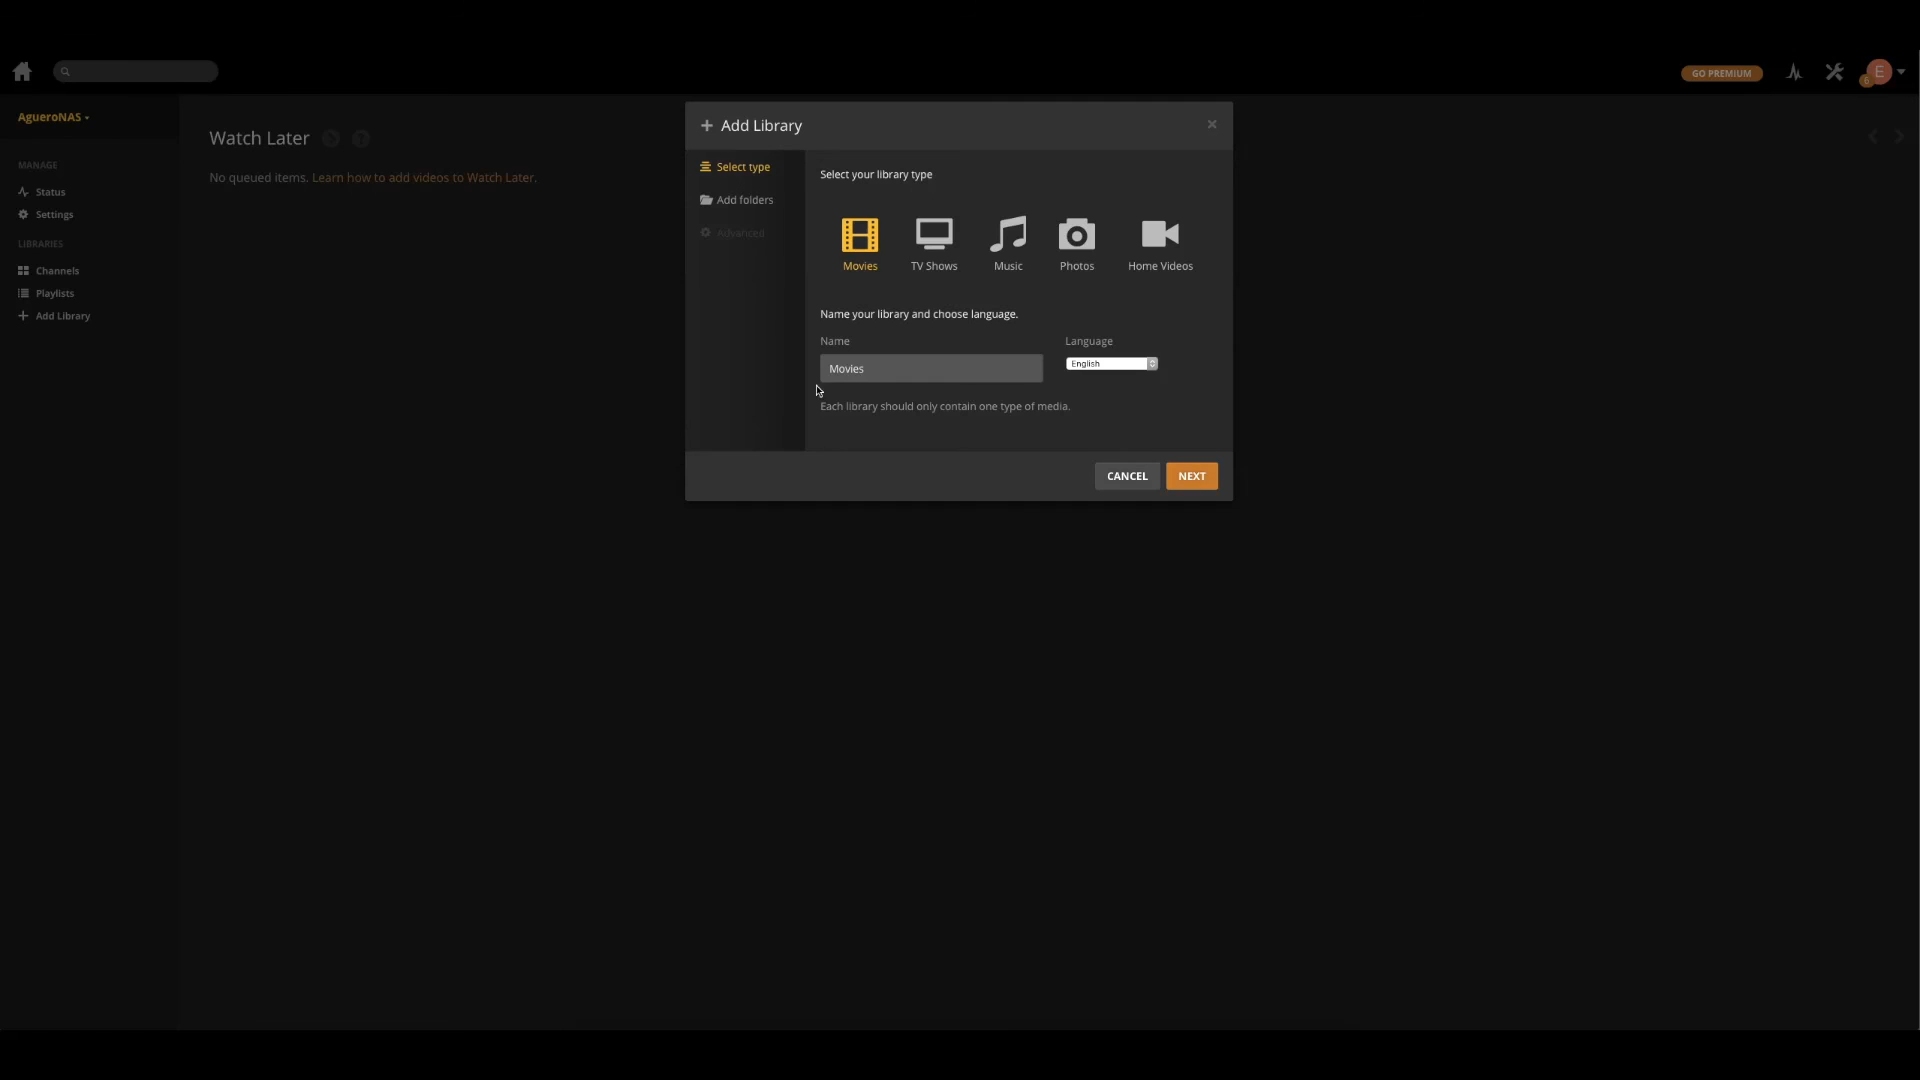 GO PREMIUM
E
6
AgueroNAS
MANAGE
Status
Settings
LIBRARIES
Channels
Playlists
Add Library
Watch Later
?
No queued items. Learn how to add videos to Watch Later.
Add Library
Select type
Add folders
Advanced
Select your library type
Movies TV Shows Music Photos Home Videos
Name your library and choose language.
Name Language
Movies English
Each library should only contain one type of media.
CANCEL NEXT